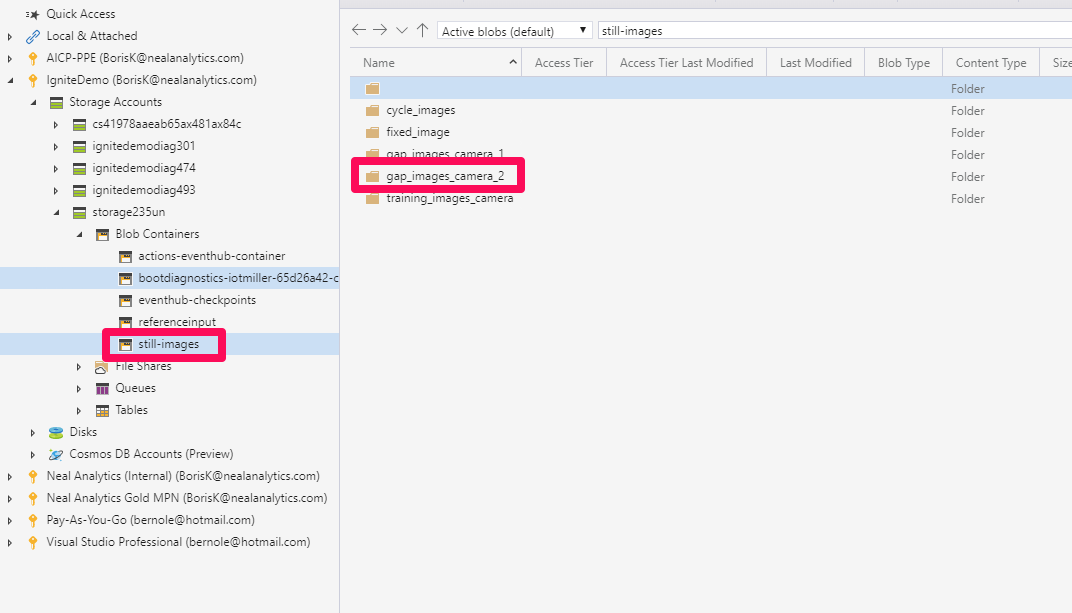 Quick Access
Local & Attached
AICP-PPE (BorisK@nealanalytics.com)
IgniteDemo (BorisK@nealanalytics.com)
Storage Accounts
cs41978aaeab65ax481ax84c
ignitedemodiag301
ignitedemodiag474
ignitedemodiag493
storage235un
Blob Containers
actions-eventhub-container
bootdiagnostics-iotmiller-65d26a42-c
eventhub-checkpoints
referenceinput
still-images
File Shares
Queues
Tables
Disks
Cosmos DB Accounts (Preview)
Neal Analytics (Internal) (BorisK@nealanalytics.com)
Neal Analytics Gold MPN (BorisK@nealanalytics.com)
Pay-As-You-Go (bernole@hotmail.com)
Visual Studio Professional (bernole@hotmail.com)
Active blobs (default) still-images
Name Access Tier Access Tier Last Modified Last Modified Blob Type Content Type Size
Folder
cycle_images Folder
fixed_image Folder
gap_images_camera_1 Folder
gap_images_camera_2 Folder
training_images_camera Folder